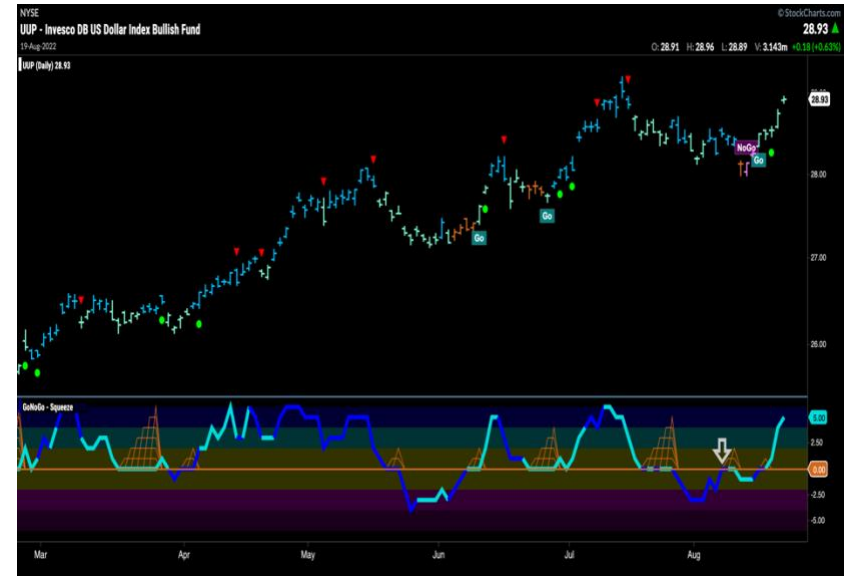 NYSE
© StockCharts.com
UUP - Invesco DB US Dollar Index Bullish Fund
28.93
19-Aug-2022
O: 28.91 H: 28.96 L: 28.89 V: 3.143m +0.18 (+0.63%)
UUP (Daily) 28.93
28.93
NoGo
Go
28.00
Go
Go
27.00
26.00
GoNoGo - Squeeze
5.00
2.50
0.00
-2.50
-5.00
Mar Apr May Jun Jul Aug